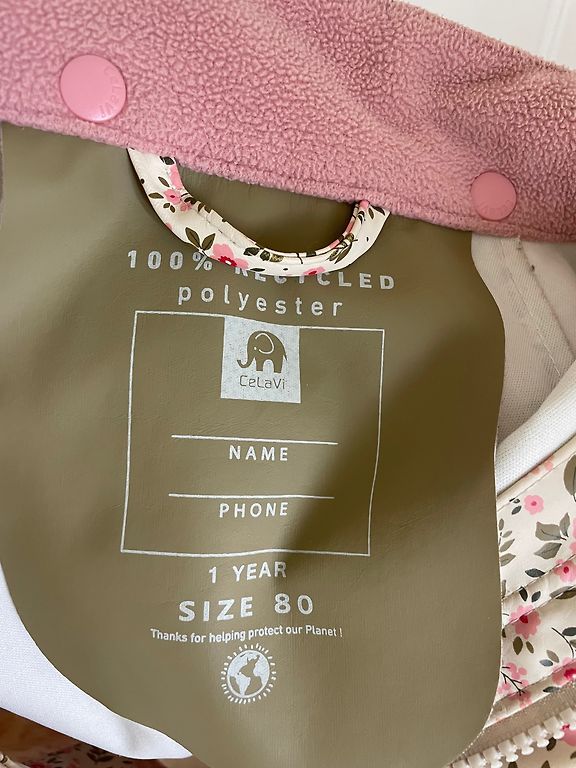 100% RECYCLED
polyester
CeLaVi
NAME
PHONE
1 YEAR
SIZE 80
Thanks for helping protect our Planet !